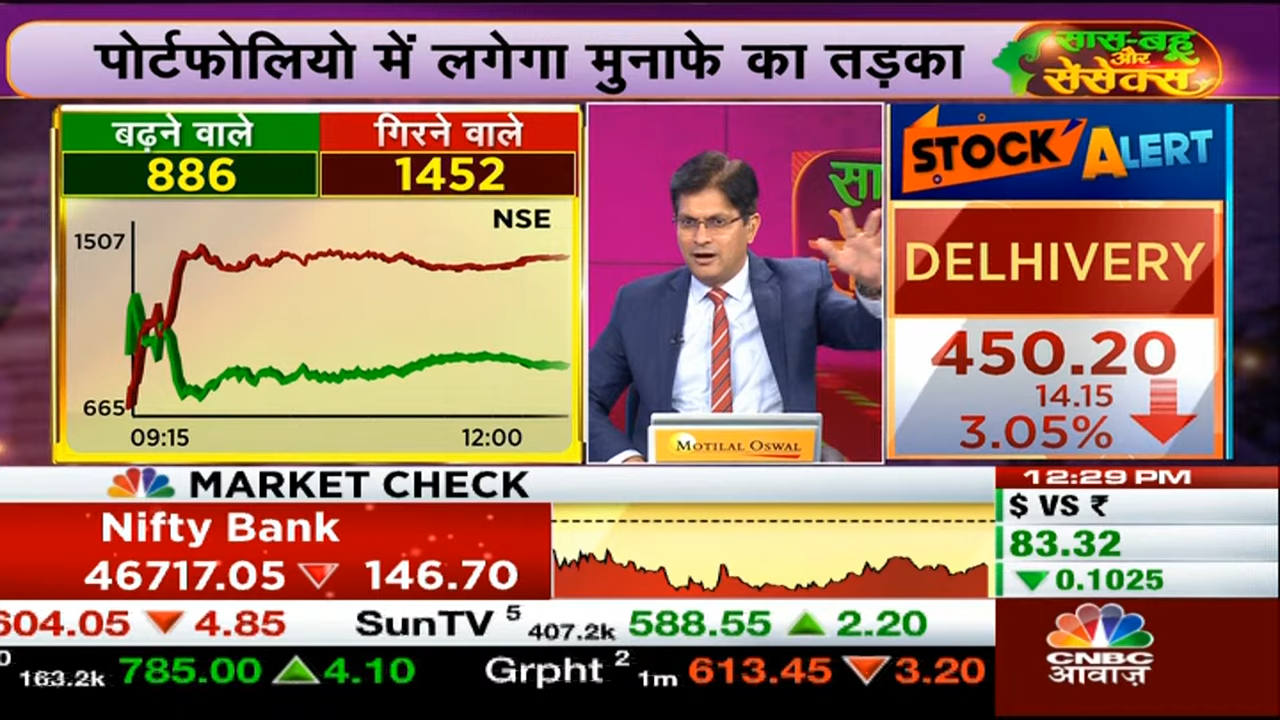 पोर्टफोलियो में लगेगा मुनाफे का तड़का
सास-बहू
और
सेंसेक्स
बढ़ने वाले
गिरने वाले
886
1452
NSE
1507
665
09:15
12:00
सा
MOTILAL OSWAL
STOCK ALERT
DELHIVERY
450.20
14.15
3.05%
MARKET CHECK
12:29 PM
Nifty Bank
46717.05 ▼ 146.70
$ VS ₹
83.32
▼ 0.1025
604.05 ▼ 4.85 SunTV 5 407.2k 588.55 ▲ 2.20
163.2k 785.00 ▲ 4.10 Grpht 2 1m 613.45 ▼ 3.20
CNBC
आवाज़